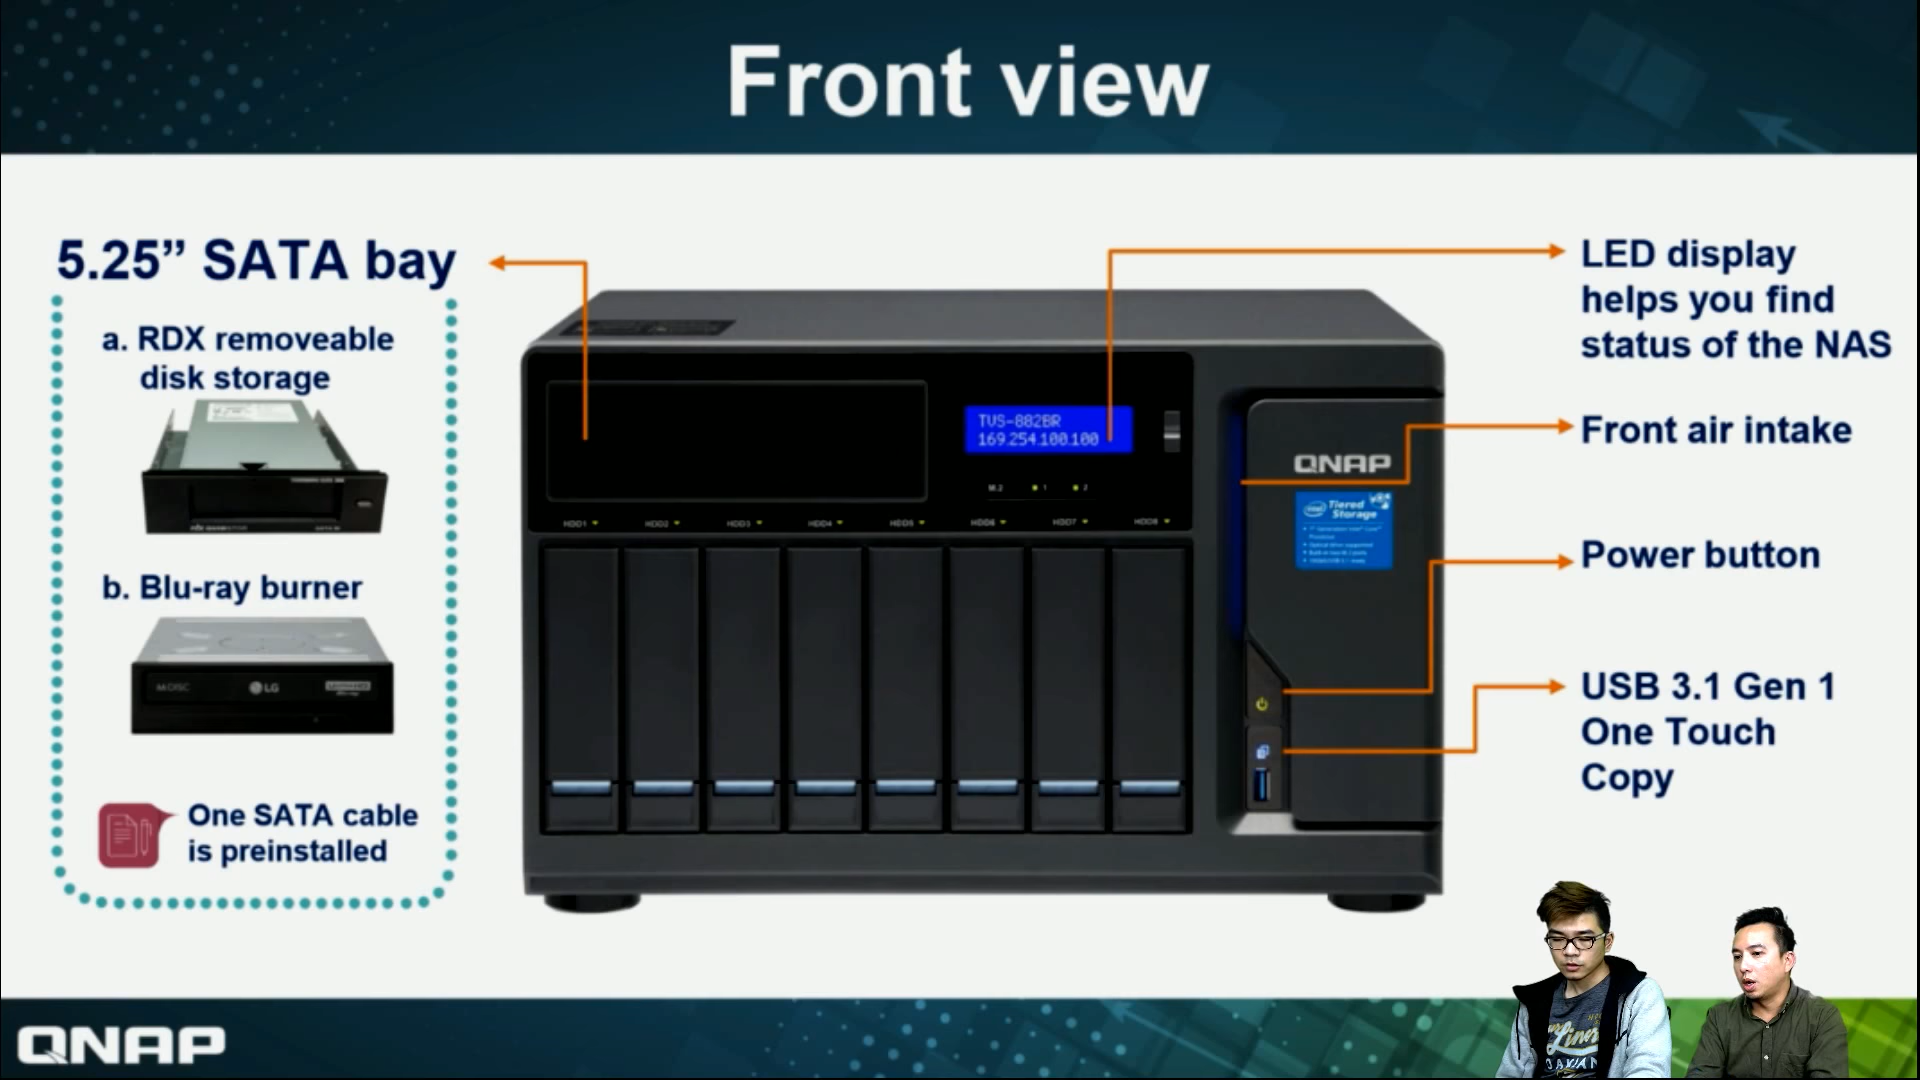 Front view
5.25” SATA bay
a. RDX removeable
disk storage
b. Blu-ray burner
M-DISC
LG
One SATA cable
is preinstalled
TVS-882BR
169.254.100.100
M.2
1
2
HDD1
HDD2
HDD3
HDD4
HDD5
HDD6
HDD7
HDD8
QNAP
Tiered
Storage
LED display
helps you find
status of the NAS
Front air intake
Power button
USB 3.1 Gen 1
One Touch
Copy
QNAP